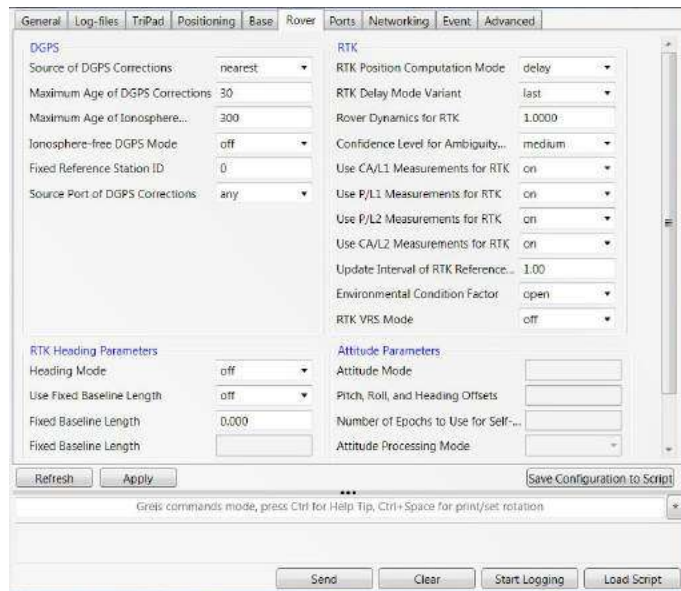 General Log-files TriPad Positioning Base Rover Ports Networking Event Advanced
DGPS
Source of DGPS Corrections nearest
Maximum Age of DGPS Corrections 30
Maximum Age of Ionosphere... 300
Ionosphere-free DGPS Mode off
Fixed Reference Station ID 0
Source Port of DGPS Corrections any
RTK
RTK Position Computation Mode delay
RTK Delay Mode Variant last
Rover Dynamics for RTK 1.0000
Confidence Level for Ambiguity... medium
Use CA/L1 Measurements for RTK on
Use P/L1 Measurements for RTK on
Use P/L2 Measurements for RTK on
Use CA/L2 Measurements for RTK on
Update Interval of RTK Reference... 1.00
Environmental Condition Factor open
RTK VRS Mode off
RTK Heading Parameters
Heading Mode off
Use Fixed Baseline Length off
Fixed Baseline Length 0.000
Fixed Baseline Length
Attitude Parameters
Attitude Mode
Pitch, Roll, and Heading Offsets
Number of Epochs to Use for Self-...
Attitude Processing Mode
Refresh Apply Save Configuration to Script
Greis commands mode, press Ctrl for Help Tip, Ctrl+Space for print/set rotation
Send Clear Start Logging Load Script